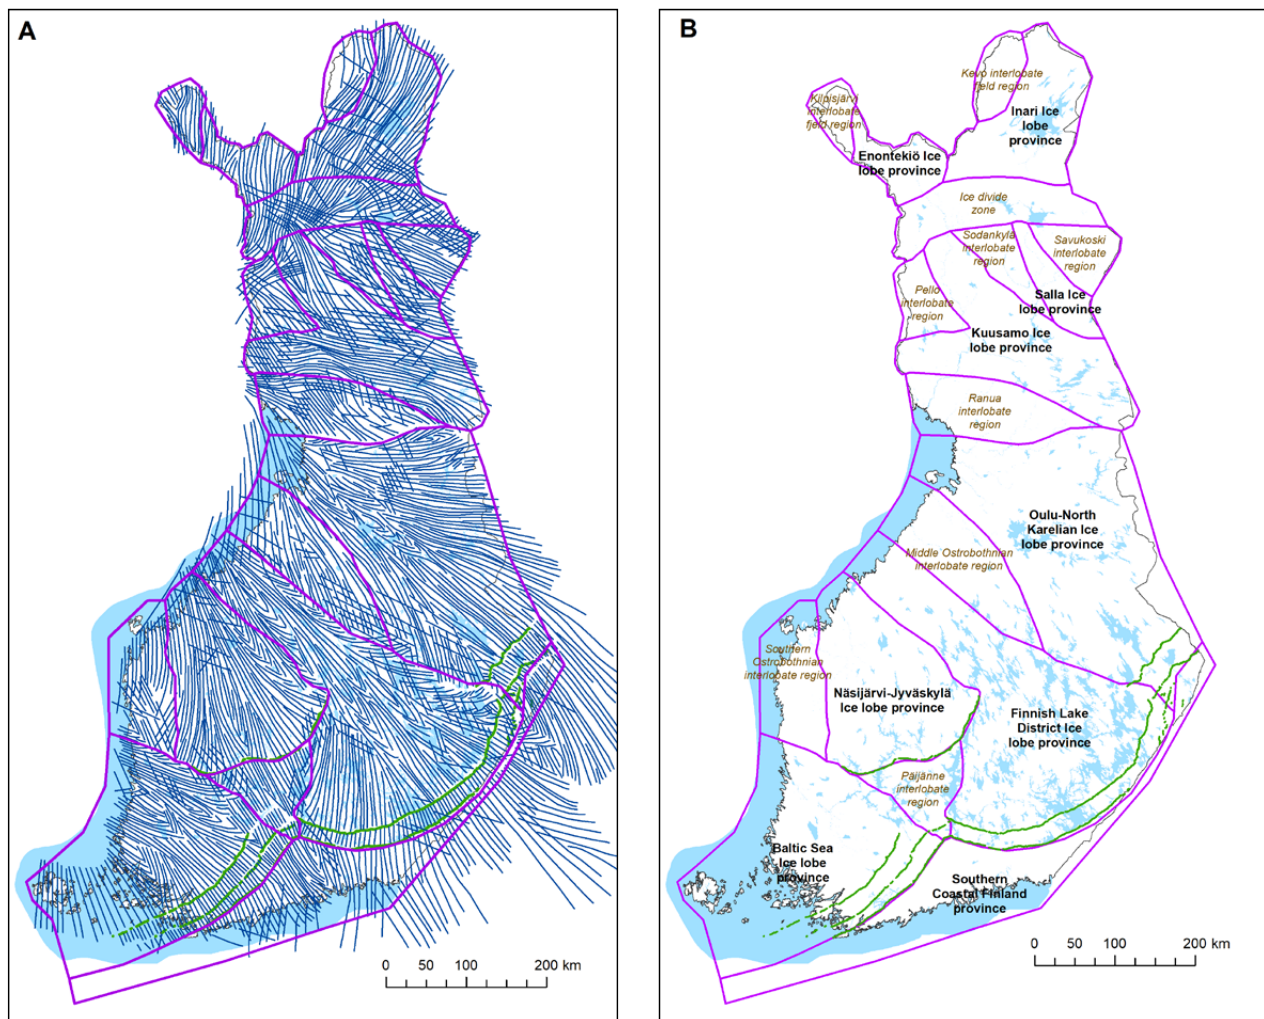 A
0 50 100 200 km
B
Kevo interlobate
fjeld region
Kilpisjärvi
interlobate
fjeld region
Inari Ice
lobe
province
Enontekiö Ice
lobe province
Ice divide
zone
Sodankylä
interlobate
region
Savukoski
interlobate
region
Pello
interlobate
region
Salla Ice
lobe province
Kuusamo Ice
lobe province
Ranua
interlobate
region
Oulu-North
Karelian Ice
lobe province
Middle Ostrobothnian
interlobate region
Southern
Ostrobothnian
interlobate region
Näsijärvi-Jyväskylä
Ice lobe province
Finnish Lake
District Ice
lobe province
Päijänne
interlobate
region
Baltic Sea
Ice lobe
province
Southern
Coastal Finland
province
0 50 100 200 km